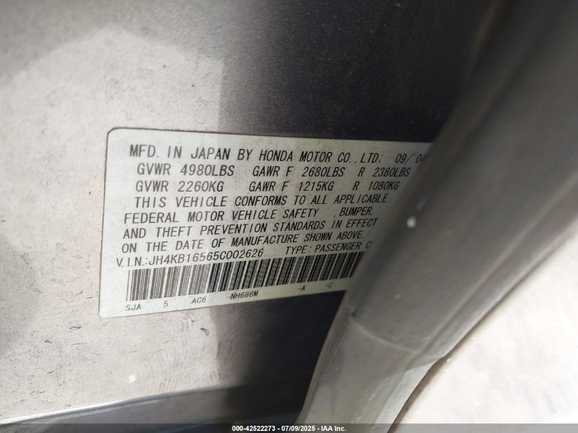 MFD. IN JAPAN BY HONDA MOTOR CO., LTD. 09/0
GVWR 4980LBS GAWR F 2680LBS R 2380LBS
GVWR 2260KG GAWR F 1215KG R 1080KG
THIS VEHICLE CONFORMS TO ALL APPLICABLE
FEDERAL MOTOR VEHICLE SAFETY , BUMPER,
AND THEFT PREVENTION STANDARDS IN EFFECT
ON THE DATE OF MANUFACTURE SHOWN ABOVE.
V.I.N.:JH4KB16565C002626 TYPE: PASSENGER C
SJA 5 AC6 NH686M -A
000-42522273 - 07/09/2025 - IAA Inc.